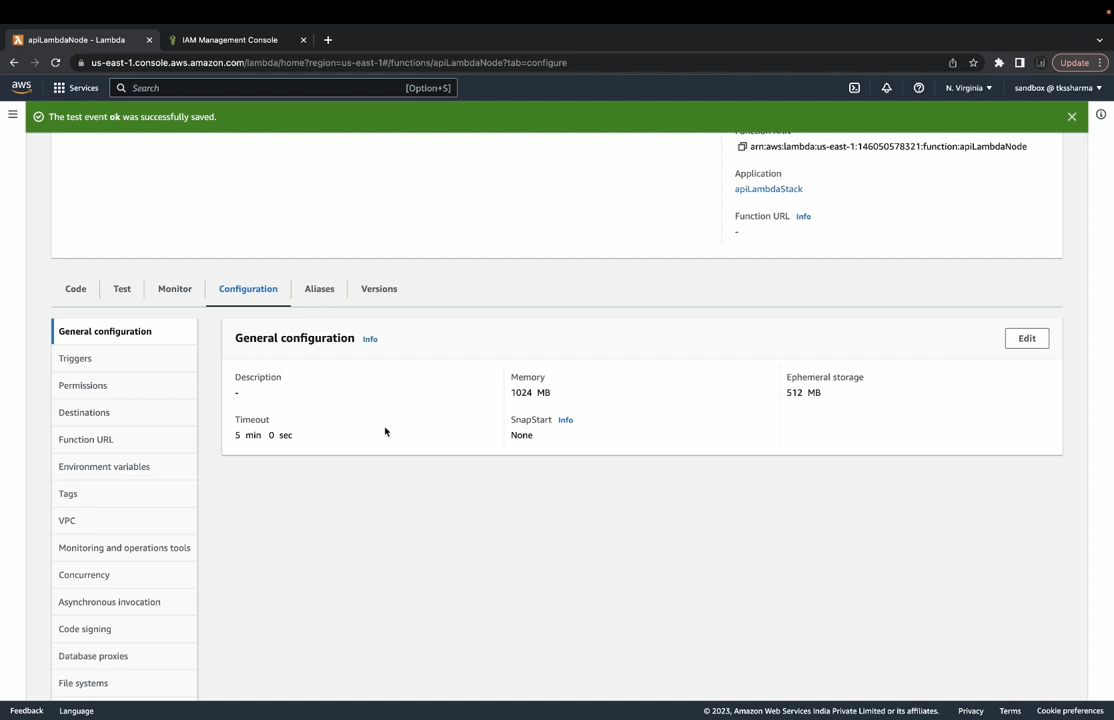 apiLambdaNode - Lambda
IAM Management Console
us-east-1.console.aws.amazon.com/lambda/home?region=us-east-1#/functions/apiLambdaNode?tab=configure
Update
aws
Services
Search
[Option+S]
N. Virginia
sandbox @ tkssharma
The test event ok was successfully saved.
Function ARN
arn:aws:lambda:us-east-1:146050578321:function:apiLambdaNode
Application
apiLambdaStack
Function URL Info
-
Code
Test
Monitor
Configuration
Aliases
Versions
General configuration
Triggers
Permissions
Destinations
Function URL
Environment variables
Tags
VPC
Monitoring and operations tools
Concurrency
Asynchronous invocation
Code signing
Database proxies
File systems
General configuration Info
Edit
Description
-
Timeout
5 min 0 sec
Memory
1024 MB
SnapStart Info
None
Ephemeral storage
512 MB
Feedback
Language
© 2023, Amazon Web Services India Private Limited or its affiliates.
Privacy
Terms
Cookie preferences